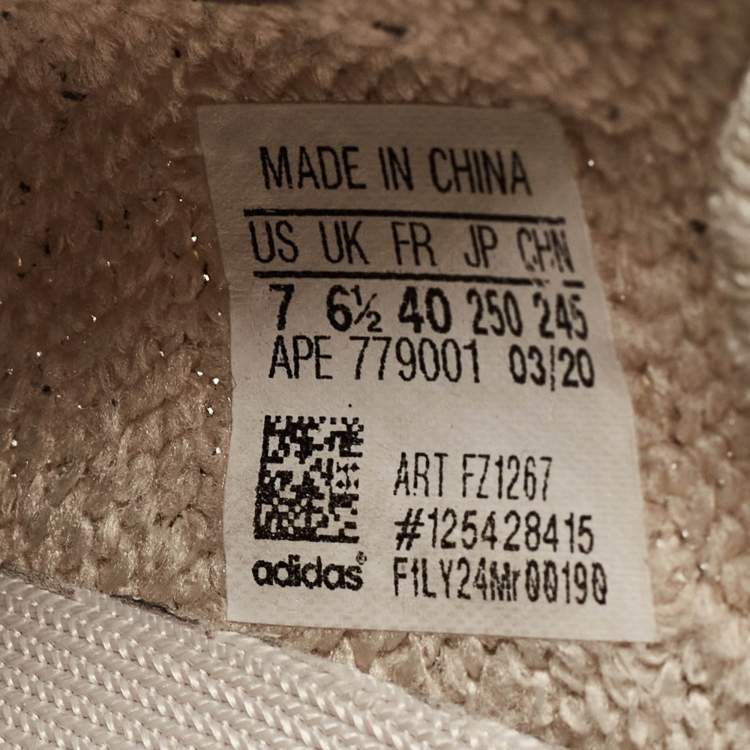 MADE IN CHINA
US UK FR JP CHN
7 6½ 40 250 245
APE 779001 03/20
ART FZ1267
#125428415
adidas®
F1LY24Mr00190